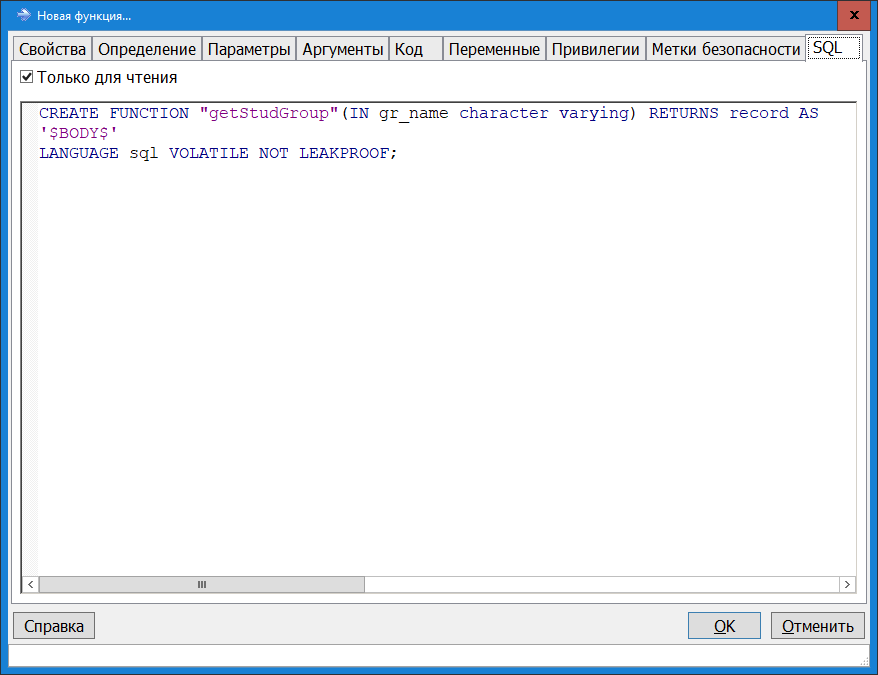 Новая функция...
x
Свойства Определение Параметры Аргументы Код Переменные Привилегии Метки безопасности SQL
Только для чтения
CREATE FUNCTION "getStudGroup"(IN gr_name character varying) RETURNS record AS
'$BODY$'
LANGUAGE sql VOLATILE NOT LEAKPROOF;
Справка OK Отменить